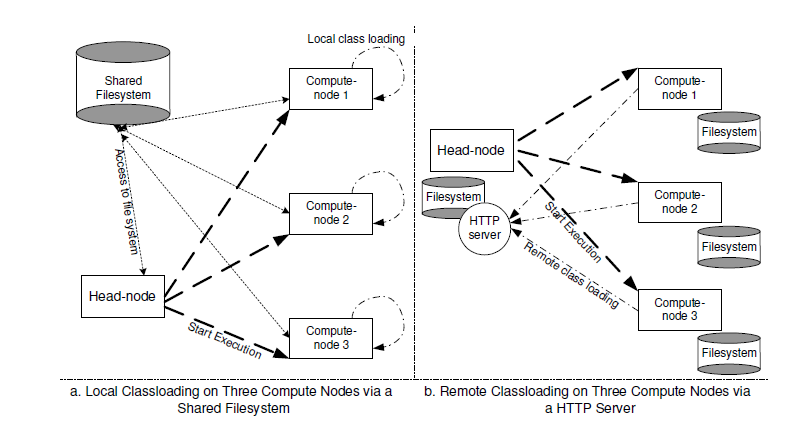 Local class loading
Shared
Filesystem
Compute-
node 1
Access to file system
Compute-
node 2
Head-node
Start Execution
Compute-
node 3
a. Local Classloading on Three Compute Nodes via a
Shared Filesystem
Compute-
node 1
Filesystem
Head-node
Filesystem
HTTP
server
Compute-
node 2
Filesystem
Start Execution
Remote class loading
Compute-
node 3
Filesystem
b. Remote Classloading on Three Compute Nodes via
a HTTP Server